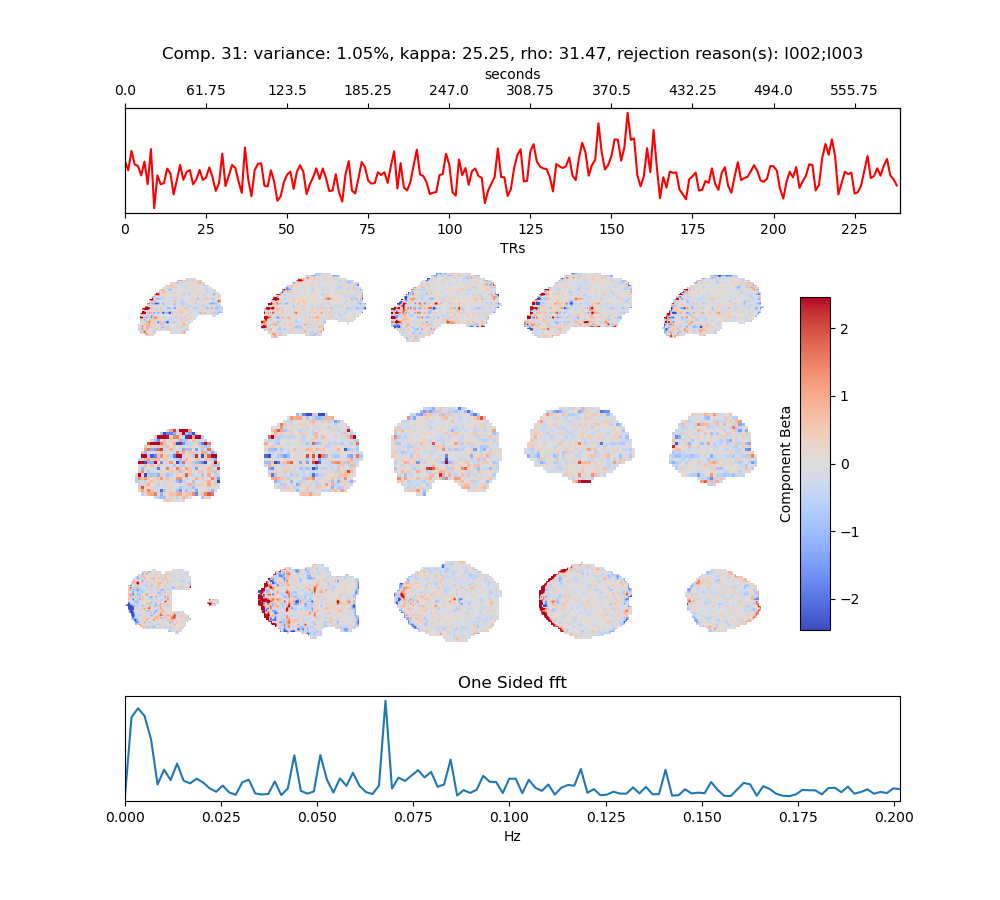 Comp. 31: variance: 1.05%, kappa: 25.25, rho: 31.47, rejection reason(s): I002;I003
seconds
0.0 61.75 123.5 185.25 247.0 308.75 370.5 432.25 494.0 555.75
0 25 50 75 100 125 150 175 200 225
TRs
2
1
0
−1
−2
Component Beta
One Sided fft
0.000 0.025 0.050 0.075 0.100 0.125 0.150 0.175 0.200
Hz